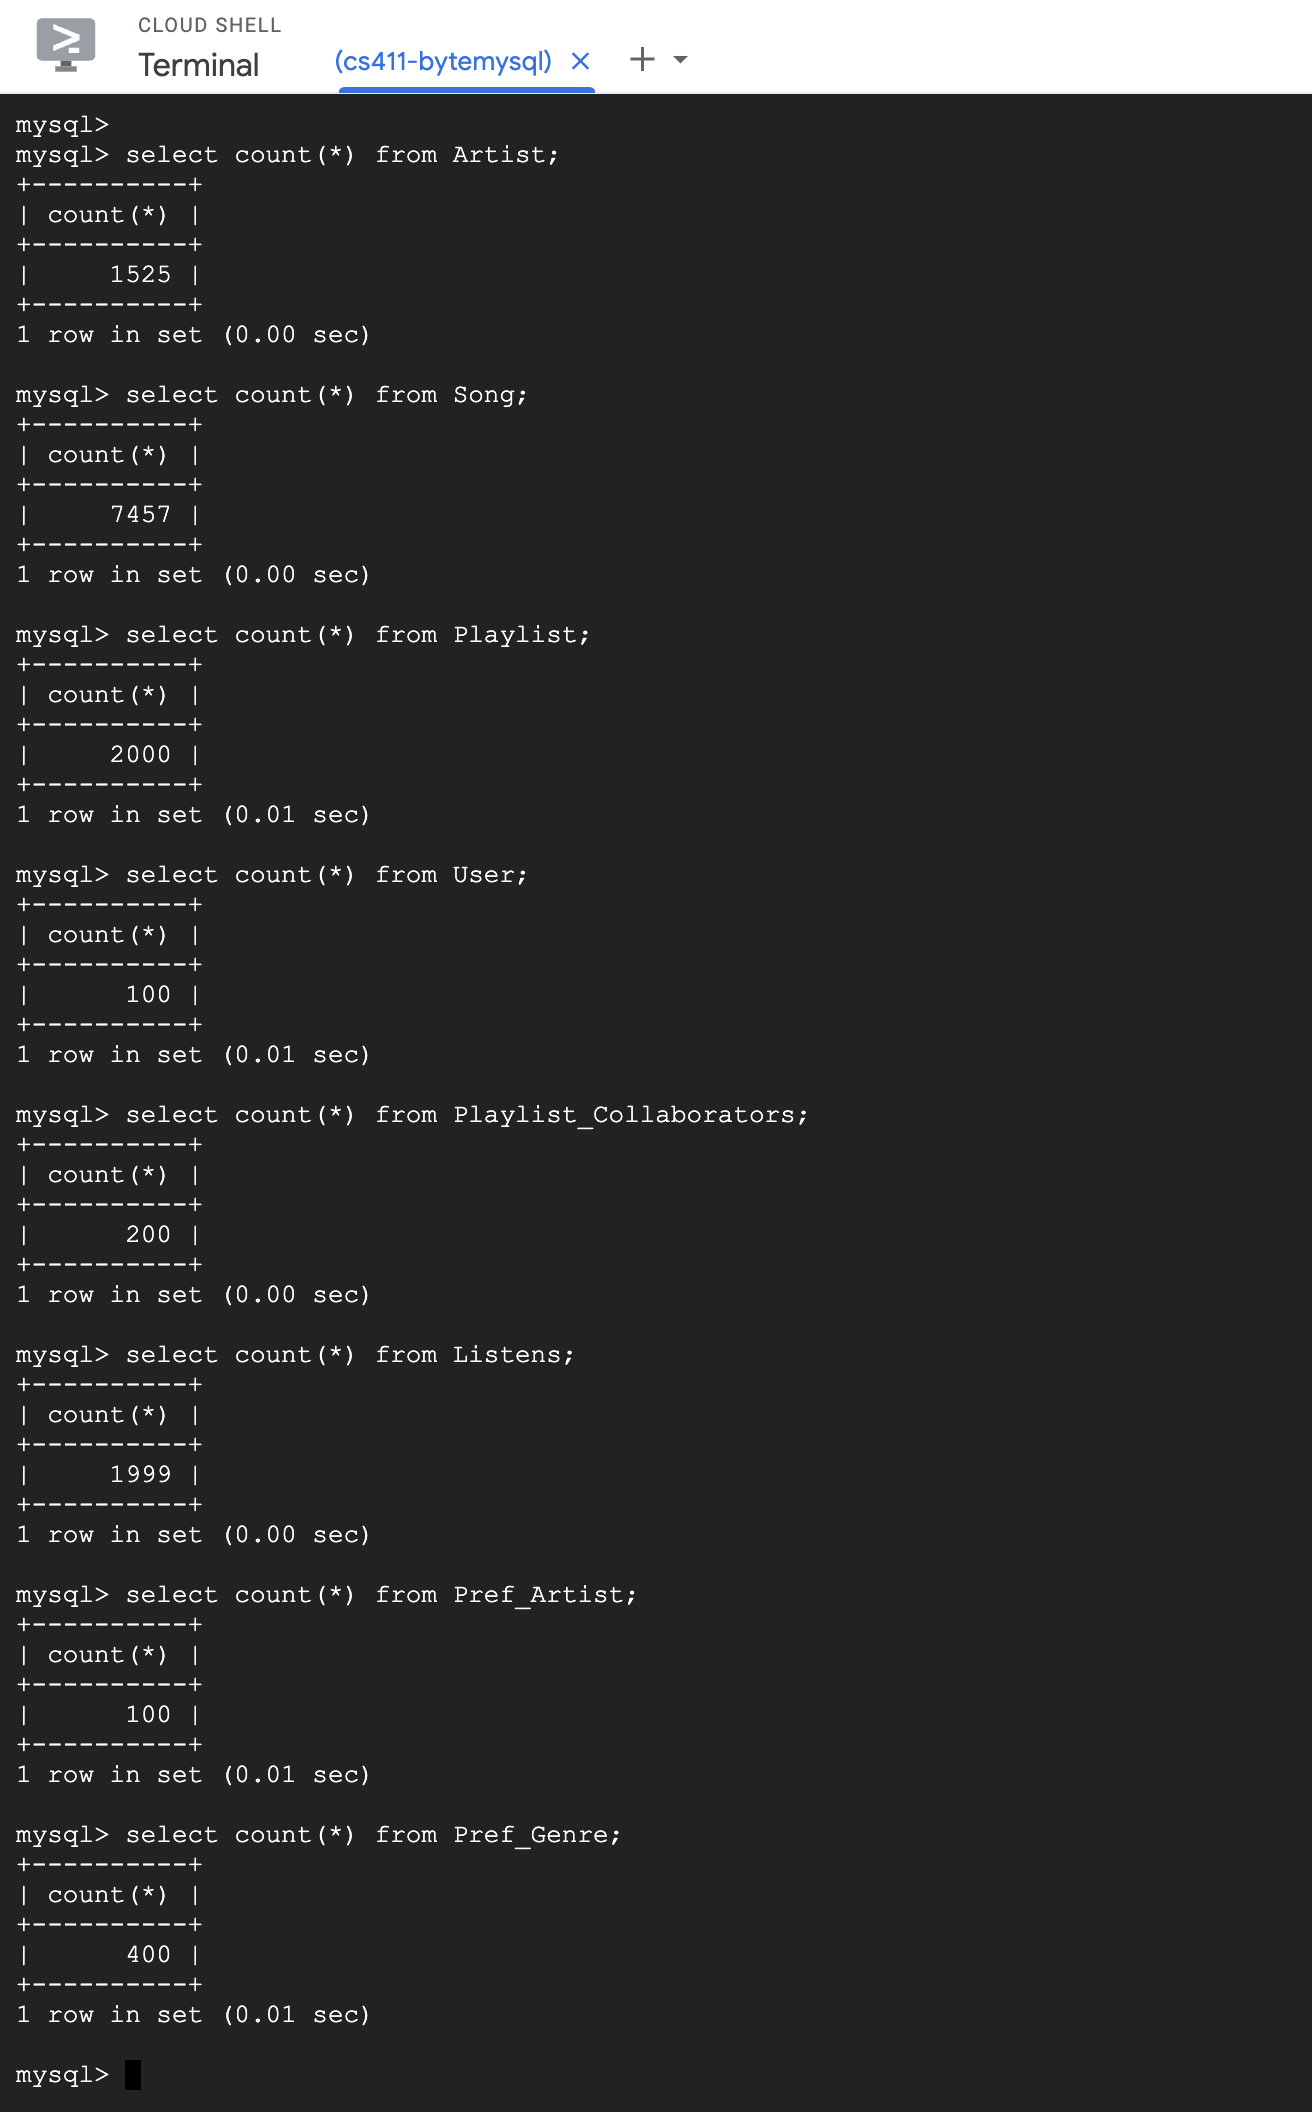 CLOUD SHELL
Terminal
(cs411-bytemysql)
mysql>
mysql> select count(*) from Artist;
+----------+
| count(*) |
+----------+
|     1525 |
+----------+
1 row in set (0.00 sec)

mysql> select count(*) from Song;
+----------+
| count(*) |
+----------+
|     7457 |
+----------+
1 row in set (0.00 sec)

mysql> select count(*) from Playlist;
+----------+
| count(*) |
+----------+
|     2000 |
+----------+
1 row in set (0.01 sec)

mysql> select count(*) from User;
+----------+
| count(*) |
+----------+
|      100 |
+----------+
1 row in set (0.01 sec)

mysql> select count(*) from Playlist_Collaborators;
+----------+
| count(*) |
+----------+
|      200 |
+----------+
1 row in set (0.00 sec)

mysql> select count(*) from Listens;
+----------+
| count(*) |
+----------+
|     1999 |
+----------+
1 row in set (0.00 sec)

mysql> select count(*) from Pref_Artist;
+----------+
| count(*) |
+----------+
|      100 |
+----------+
1 row in set (0.01 sec)

mysql> select count(*) from Pref_Genre;
+----------+
| count(*) |
+----------+
|      400 |
+----------+
1 row in set (0.01 sec)

mysql>